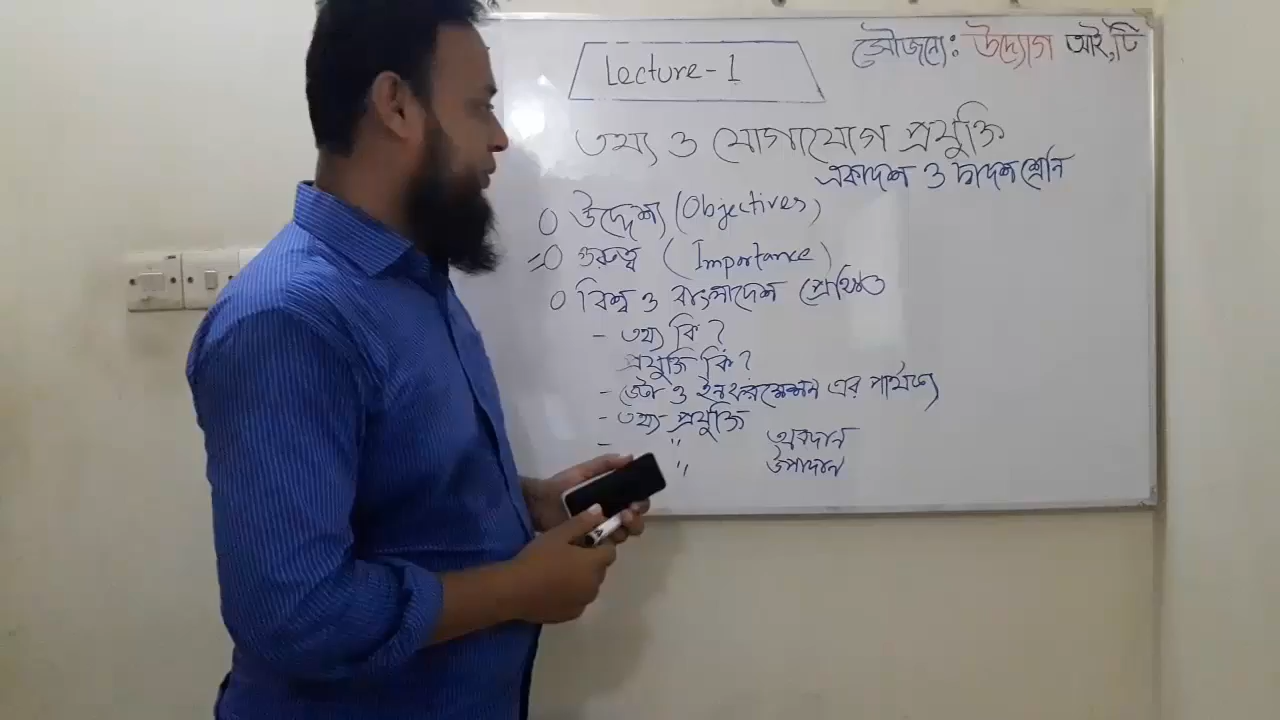 সৌজন্যে: উদ্যোগ আই,টি
Lecture-1
তথ্য ও যোগাযোগ প্রযুক্তি
একাদশ ও দ্বাদশ শ্রেনি
O উদ্দেশ্য (Objectives)
=O গুরুত্ব (Importance)
O বিশ্ব ও বাংলাদেশ প্রেক্ষিত
- তথ্য কি ?
প্রযুক্তি কি ?
- ডেটা ও ইনফরমেশন এর পার্থক্য
- তথ্য প্রযুক্তি
- " অবদান
" উপাদান